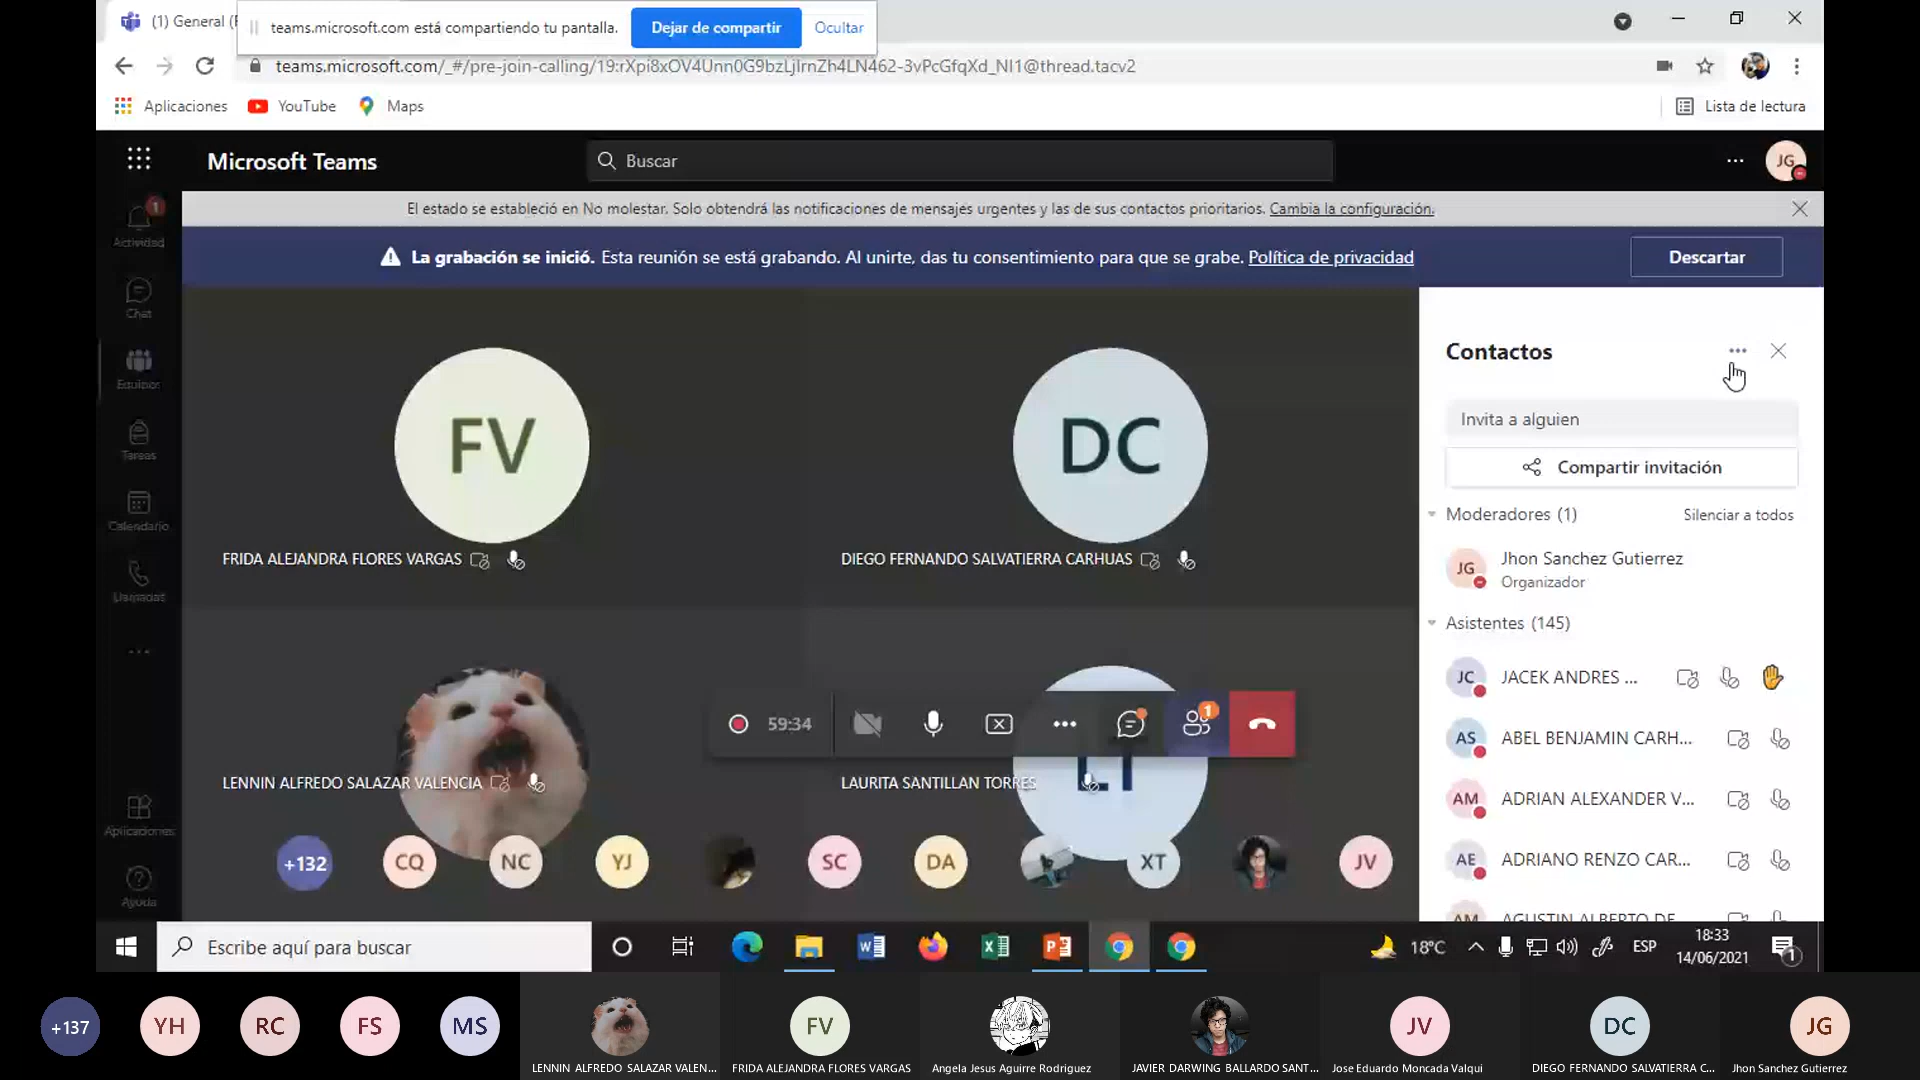 (1) General (
teams.microsoft.com está compartiendo tu pantalla.
Dejar de compartir
Ocultar
teams.microsoft.com/_#/pre-join-calling/19:rXpi8xOV4Unn0G9bzLjIrnZh4LN462-3vPcGfqXd_NI1@thread.tacv2
Aplicaciones
YouTube
Maps
Lista de lectura
Microsoft Teams
Buscar
JG
El estado se estableció en No molestar. Solo obtendrá las notificaciones de mensajes urgentes y las de sus contactos prioritarios. Cambia la configuración.
La grabación se inició. Esta reunión se está grabando. Al unirte, das tu consentimiento para que se grabe. Política de privacidad
Descartar
1
Actividad
Chat
Equipos
Tareas
Calendario
Llamadas
Aplicaciones
Ayuda
FV
FRIDA ALEJANDRA FLORES VARGAS
DC
DIEGO FERNANDO SALVATIERRA CARHUAS
LENNIN ALFREDO SALAZAR VALENCIA
LT
LAURITA SANTILLAN TORRES
59:34
1
+132
CQ
NC
YJ
SC
DA
XT
JV
Contactos
Invita a alguien
Compartir invitación
Moderadores (1)
Silenciar a todos
JG
Jhon Sanchez Gutierrez
Organizador
Asistentes (145)
JC
JACEK ANDRES ...
AS
ABEL BENJAMIN CARH...
AM
ADRIAN ALEXANDER V...
AE
ADRIANO RENZO CAR...
AM
AGUSTIN ALBERTO DE
Escribe aquí para buscar
18°C
ESP
18:33
14/06/2021
1
+137
YH
RC
FS
MS
LENNIN ALFREDO SALAZAR VALEN...
FV
FRIDA ALEJANDRA FLORES VARGAS
Angela Jesus Aguirre Rodriguez
JAVIER DARWING BALLARDO SANT...
JV
Jose Eduardo Moncada Valqui
DC
DIEGO FERNANDO SALVATIERRA C...
JG
Jhon Sanchez Gutierrez